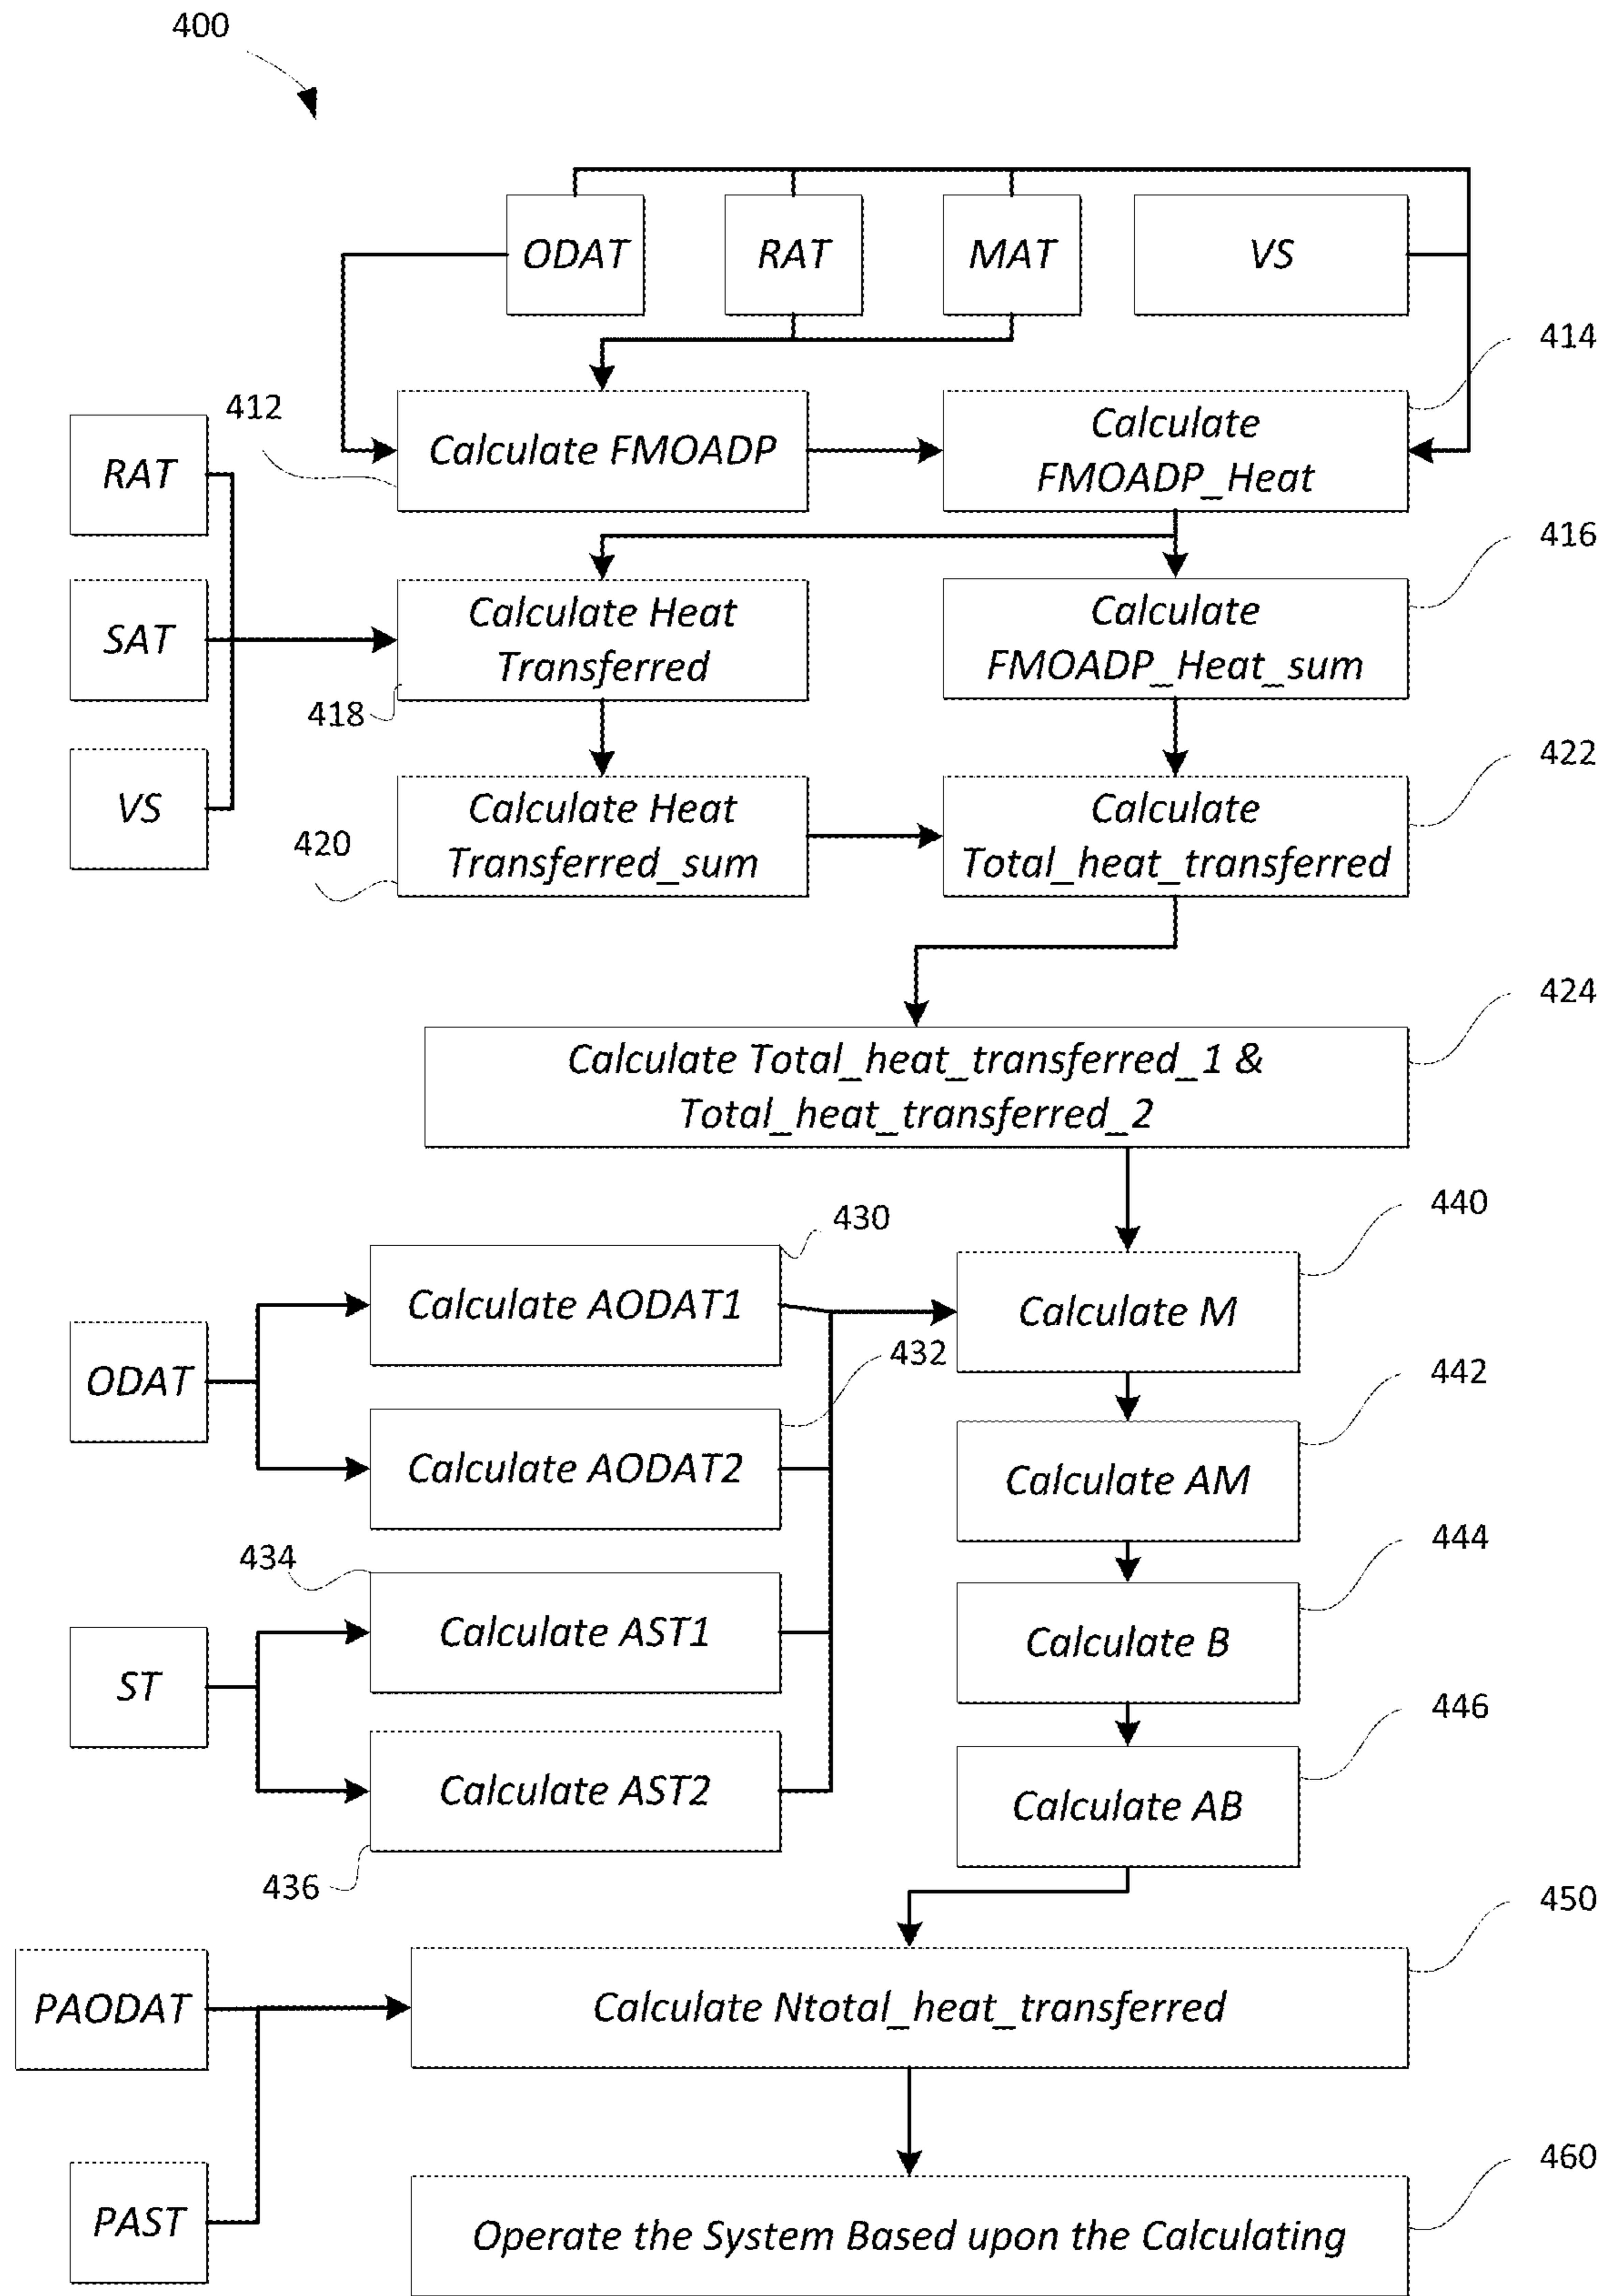 400
ODAT
RAT
MAT
VS
414
412
Calculate FMOADP
Calculate
FMOADP_Heat
RAT
416
SAT
Calculate Heat
Transferred
Calculate
FMOADP_Heat_sum
418
422
VS
Calculate Heat
Transferred_sum
Calculate
Total_heat_transferred
420
424
Calculate Total_heat_transferred_1 &
Total_heat_transferred_2
440
430
Calculate AODAT1
Calculate M
432
ODAT
442
Calculate AODAT2
Calculate AM
434
444
Calculate AST1
Calculate B
ST
446
Calculate AST2
Calculate AB
436
450
PAODAT
Calculate Ntotal_heat_transferred
460
PAST
Operate the System Based upon the Calculating